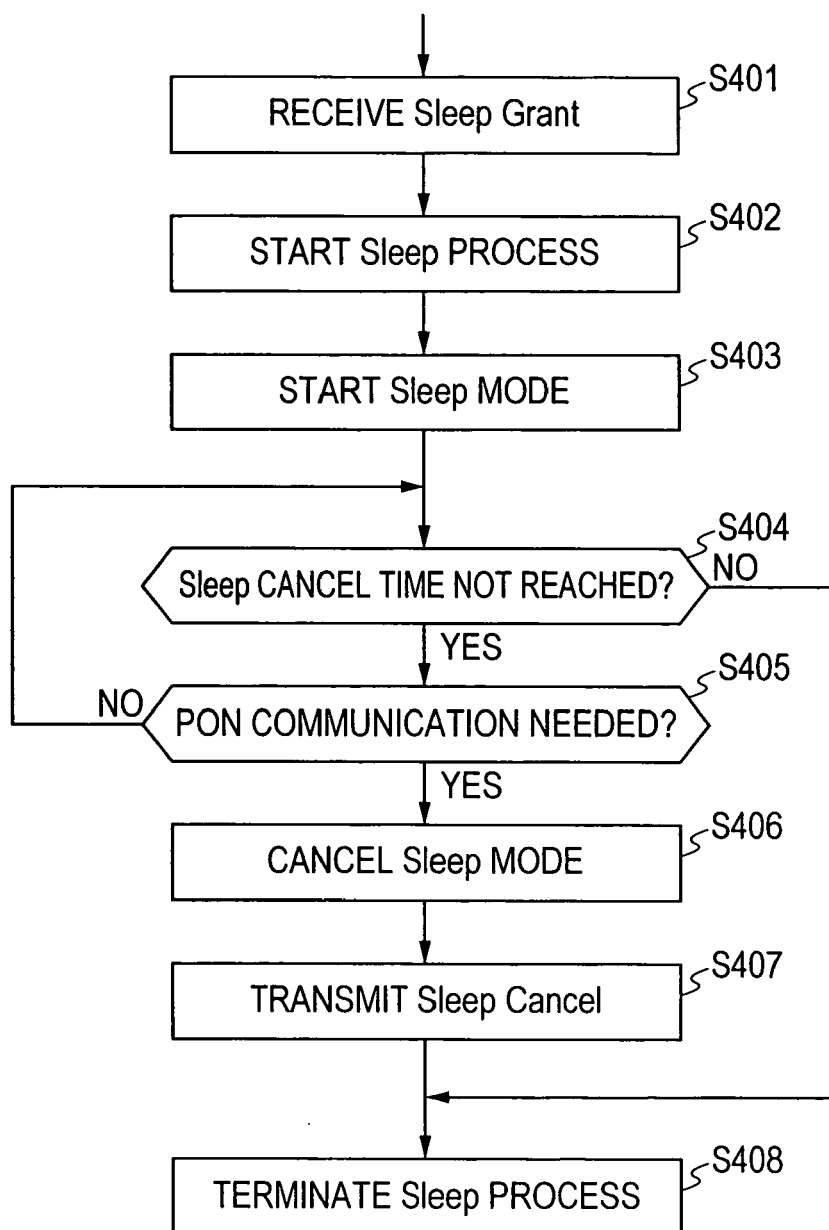 S401
RECEIVE Sleep Grant
S402
START Sleep PROCESS
S403
START Sleep MODE
S404
Sleep CANCEL TIME NOT REACHED?
NO
YES
S405
NO
PON COMMUNICATION NEEDED?
YES
S406
CANCEL Sleep MODE
S407
TRANSMIT Sleep Cancel
S408
TERMINATE Sleep PROCESS